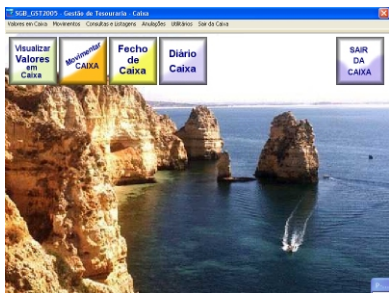 SGB_GST2005 - Gestão de Tesouraria - Caixa
Valores em Caixa Movimentos Consultas e Listagens Anulações Utilitários Sair da Caixa
Visualizar
Valores
em
Caixa
Movimentar
CAIXA
Fecho
de
Caixa
Diário
Caixa
SAIR
DA
CAIXA